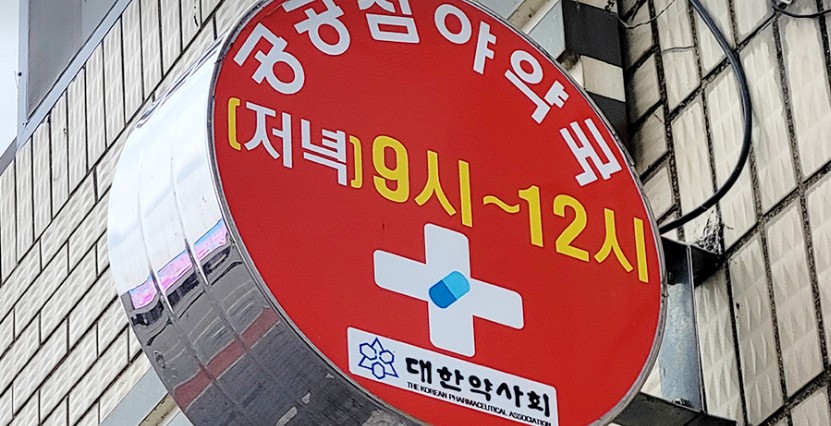 공공심야약국
(저녁)9시~12시
대한약사회
THE KOREAN PHARMACEUTICAL ASSOCIATION